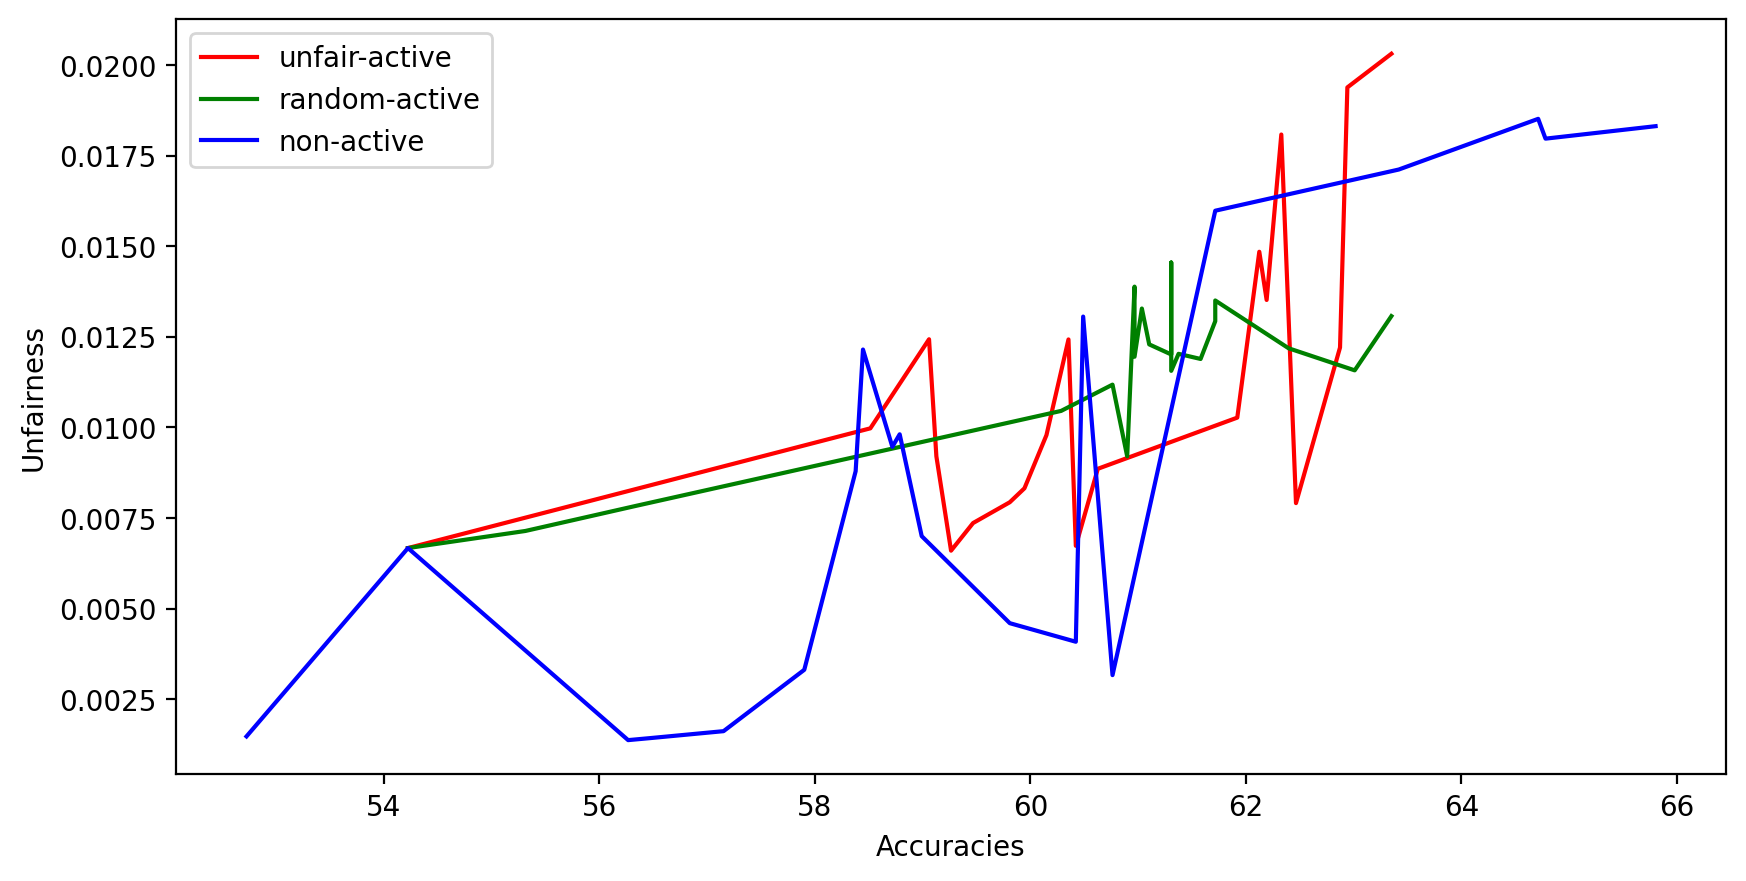 unfair-active
random-active
non-active
0.0200
0.0175
0.0150
0.0125
0.0100
0.0075
0.0050
0.0025
Unfairness
54 56 58 60 62 64 66
Accuracies